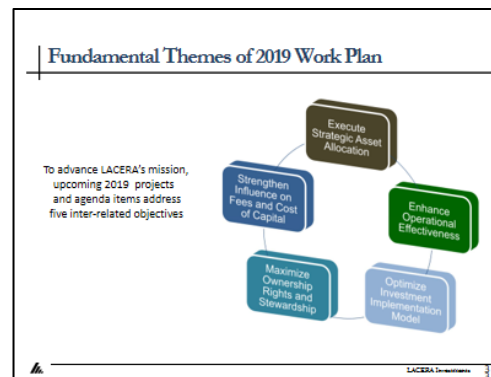 Fundamental Themes of 2019 Work Plan
To advance LACERA's mission,
upcoming 2019 projects
and agenda items address
five inter-related objectives
Execute
Strategic Asset
Allocation
Enhance
Operational
Effectiveness
Optimize
Investment
Implementation
Model
Maximize
Ownership
Rights and
Stewardship
Strengthen
Influence on
Fees and Cost
of Capital
LACERA Investments